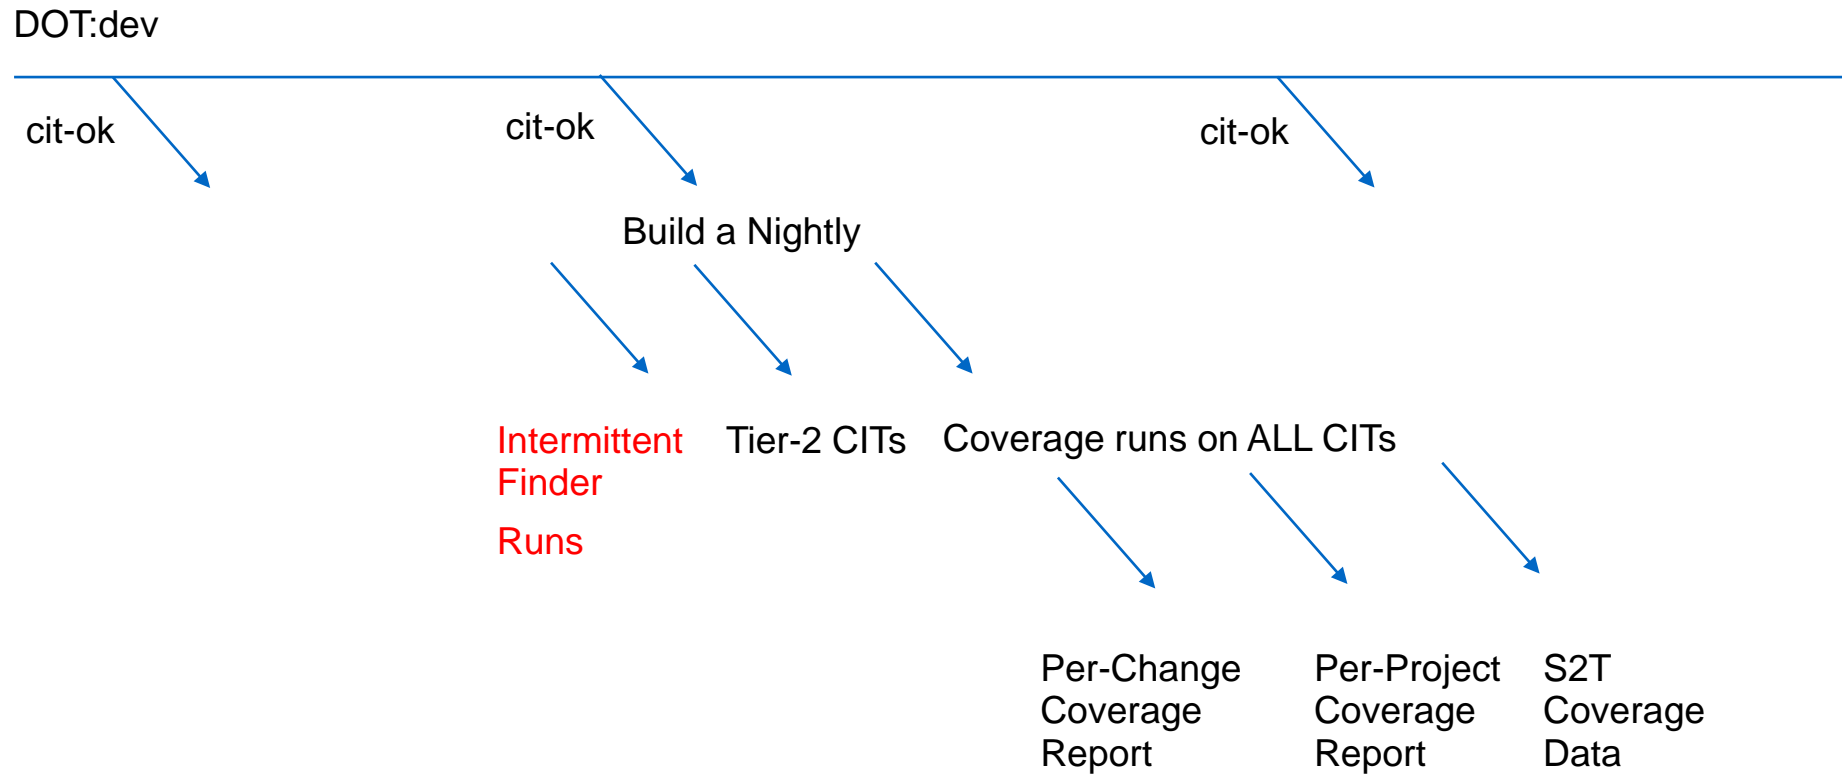 DOT:dev
cit-ok
cit-ok
cit-ok
Build a Nightly
Intermittent
Finder
Runs
Tier-2 CITs
Coverage runs on ALL CITs
Per-Change
Coverage
Report
Per-Project
Coverage
Report
S2T
Coverage
Data